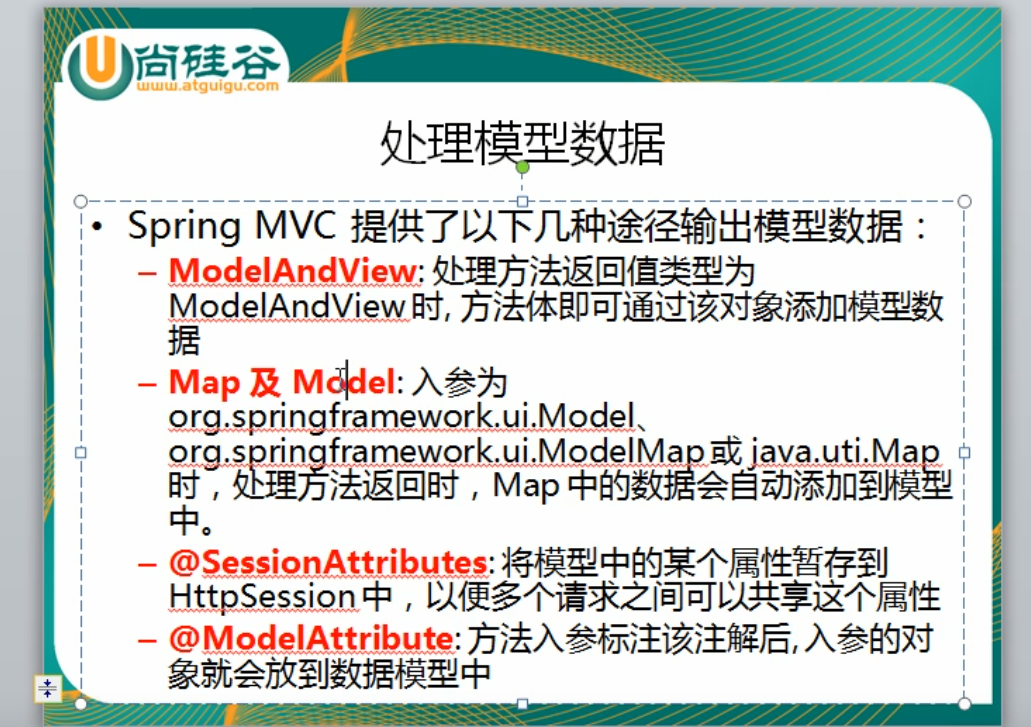 尚硅谷
www.atguigu.com
处理模型数据
• Spring MVC 提供了以下几种途径输出模型数据：
– ModelAndView: 处理方法返回值类型为
ModelAndView 时, 方法体即可通过该对象添加模型数
据
– Map 及 Model: 入参为
org.springframework.ui.Model、
org.springframework.ui.ModelMap 或 java.uti.Map
时，处理方法返回时，Map 中的数据会自动添加到模型
中。
– @SessionAttributes: 将模型中的某个属性暂存到
HttpSession 中，以便多个请求之间可以共享这个属性
– @ModelAttribute: 方法入参标注该注解后, 入参的对
象就会放到数据模型中